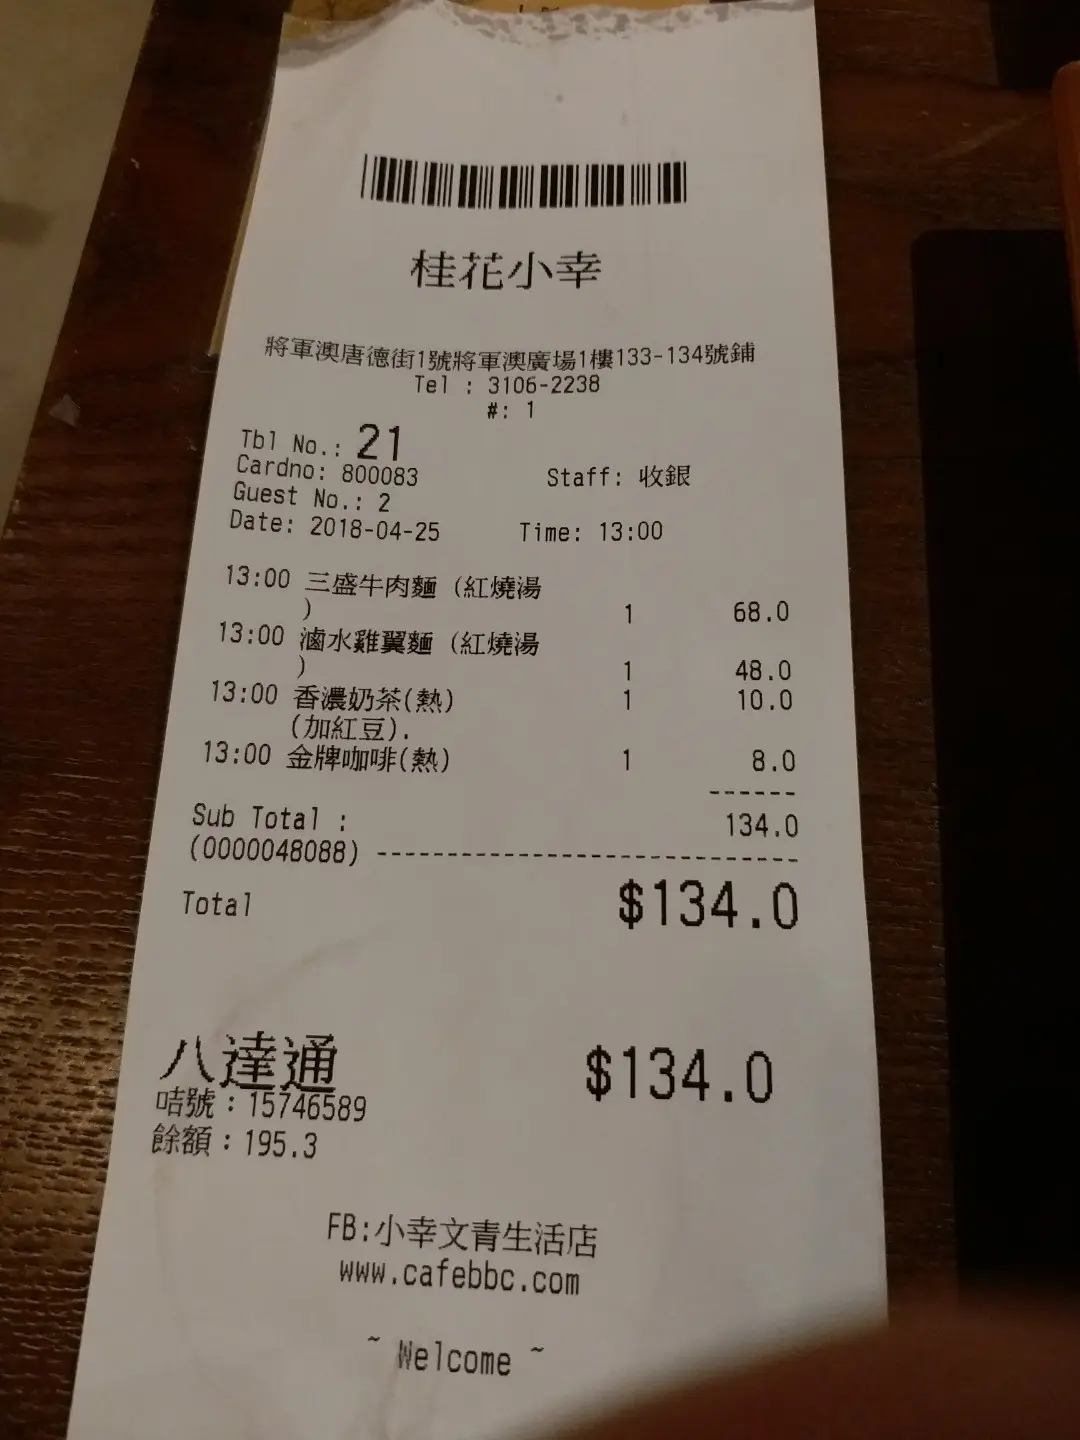 桂花小幸
將軍澳唐德街1號將軍澳廣場1樓133-134號鋪
Tel : 3106-2238
#: 1
Tbl No.: 21
Cardno: 800083 Staff: 收銀
Guest No.: 2
Date: 2018-04-25 Time: 13:00
13:00 三盛牛肉麵 (紅燒湯
) 1 68.0
13:00 滷水雞翼麵 (紅燒湯
) 1 48.0
13:00 香濃奶茶(熱) 1 10.0
(加紅豆).
13:00 金牌咖啡(熱) 1 8.0
------
Sub Total : 134.0
(0000048088) ------------------------------
Total $134.0
八達通 $134.0
咭號：15746589
餘額：195.3
FB:小幸文青生活店
www.cafebbc.com
~ Welcome ~